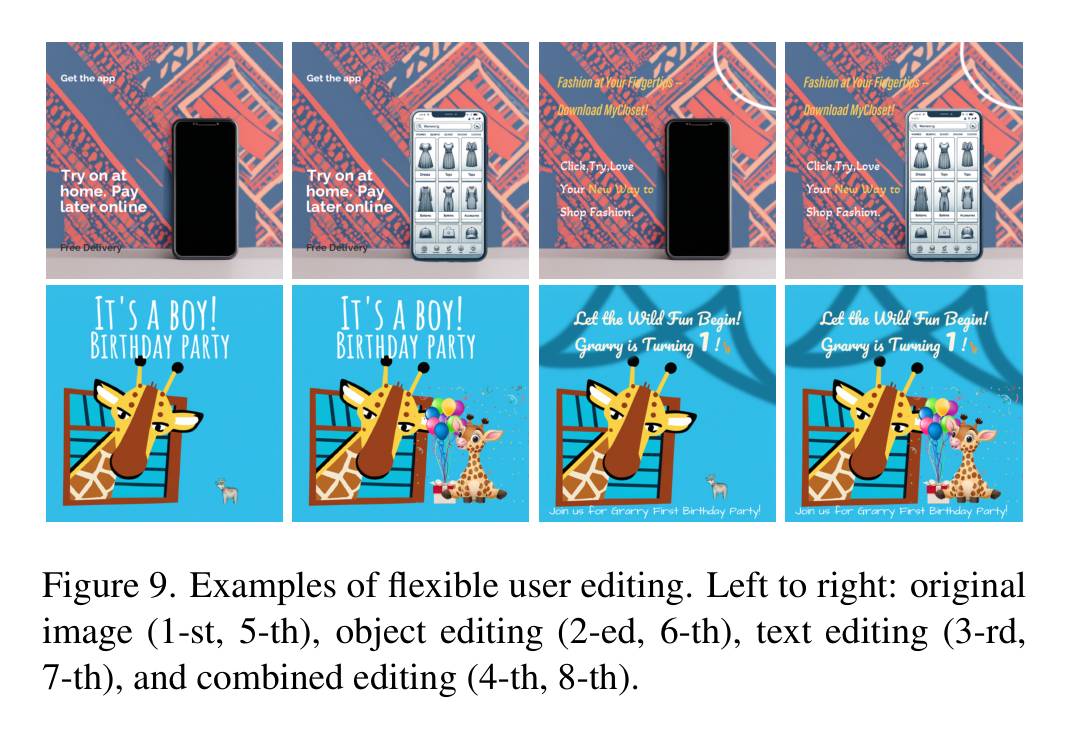 Get the app
Try on at
home. Pay
later online
Free Delivery
Get the app
Try on at
home. Pay
later online
Free Delivery
Fashion at Your Fingertips –
Download MyCloset!
Click,Try,Love
Your New Way to
Shop Fashion.
Fashion at Your Fingertips –
Download MyCloset!
Click,Try,Love
Your New Way to
Shop Fashion.
IT'S A BOY!
BIRTHDAY PARTY
IT'S A BOY!
BIRTHDAY PARTY
Let the Wild Fun Begin!
Grarry is Turning 1 !
Join us for Grarry First Birthday Party!
Let the Wild Fun Begin!
Grarry is Turning 1 !
Join us for Grarry First Birthday Party!
Figure 9. Examples of flexible user editing. Left to right: original
image (1-st, 5-th), object editing (2-ed, 6-th), text editing (3-rd,
7-th), and combined editing (4-th, 8-th).